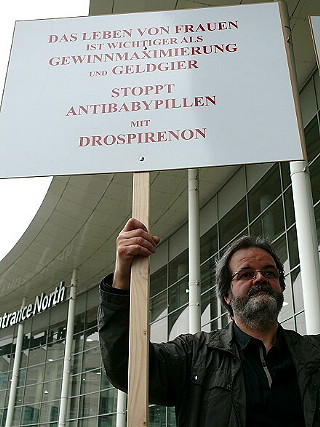 DAS LEBEN VON FRAUEN
IST WICHTIGER ALS
GEWINNMAXIMIERUNG
UND GELDGIER
STOPPT
ANTIBABYPILLEN
MIT
DROSPIRENON
ntrance North